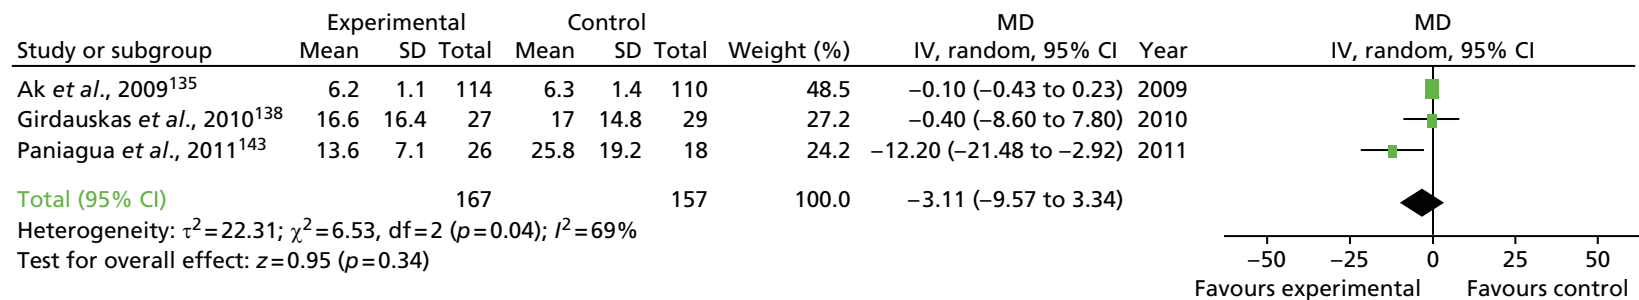 Experimental Control MD MD
Study or subgroup Mean SD Total Mean SD Total Weight (%) IV, random, 95% CI Year IV, random, 95% CI
Ak et al., 2009135 6.2 1.1 114 6.3 1.4 110 48.5 −0.10 (−0.43 to 0.23) 2009
Girdauskas et al., 2010138 16.6 16.4 27 17 14.8 29 27.2 −0.40 (−8.60 to 7.80) 2010
Paniagua et al., 2011143 13.6 7.1 26 25.8 19.2 18 24.2 −12.20 (−21.48 to −2.92) 2011
Total (95% CI) 167 157 100.0 −3.11 (−9.57 to 3.34)
Heterogeneity: τ2=22.31; χ2=6.53, df=2 (p=0.04); I2=69%
Test for overall effect: z=0.95 (p=0.34)
−50 −25 0 25 50
Favours experimental Favours control